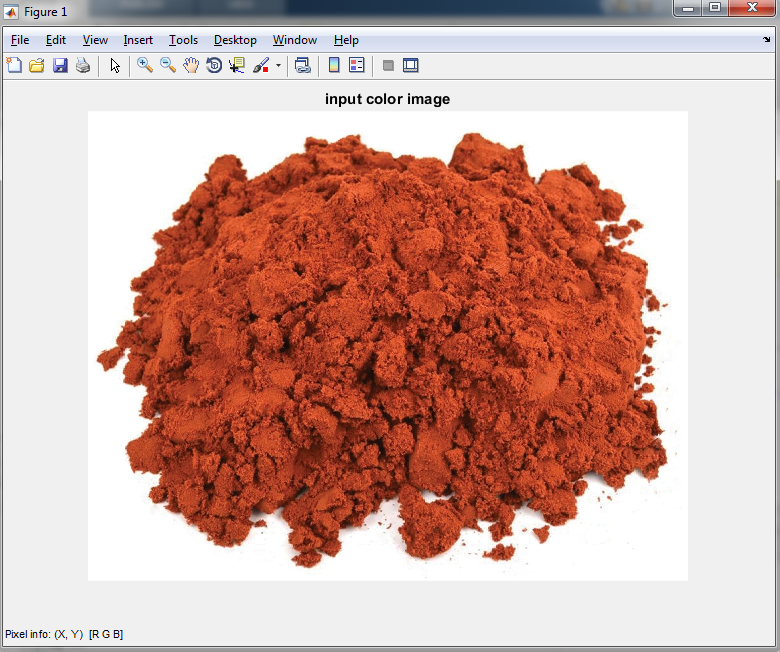 Figure 1
File Edit View Insert Tools Desktop Window Help
input color image
Pixel info: (X, Y) [R G B]